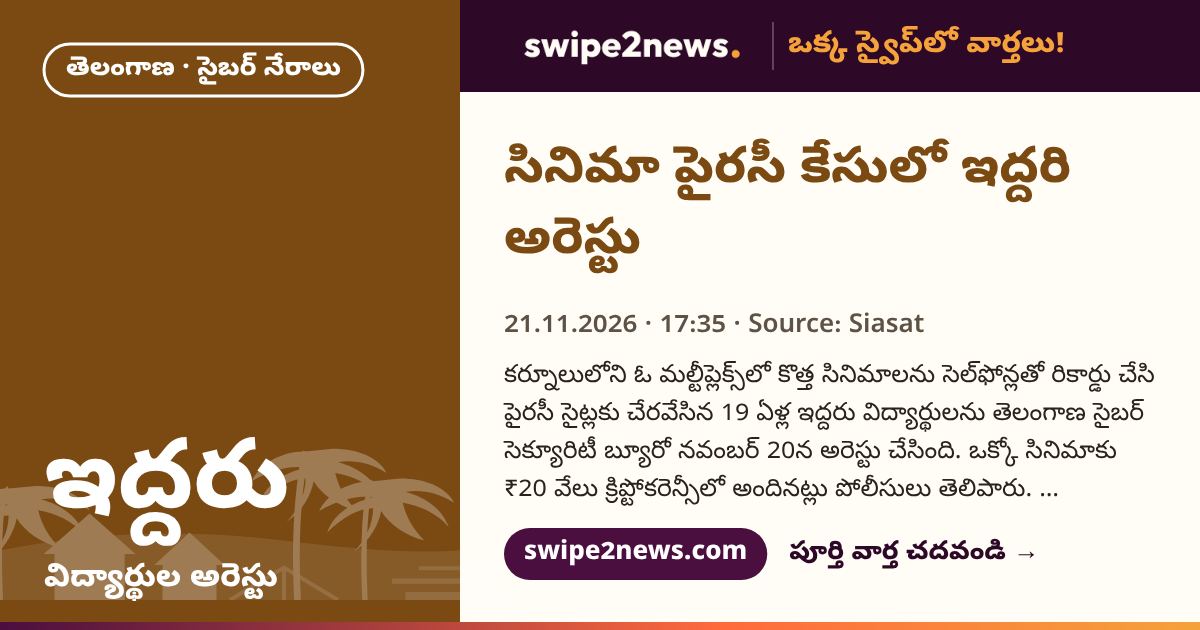 తెలంగాణ · సైబర్ నేరాలు
ఇద్దరు
విద్యార్థుల అరెస్టు
swipe2news.
ఒక్క స్వైప్‌లో వార్తలు!
సినిమా పైరసీ కేసులో ఇద్దరి
అరెస్టు
21.11.2026 · 17:35 · Source: Siasat
కర్నూలులోని ఓ మల్టీప్లెక్స్‌లో కొత్త సినిమాలను సెల్‌ఫోన్లతో రికార్డు చేసి
పైరసీ సైట్లకు చేరవేసిన 19 ఏళ్ల ఇద్దరు విద్యార్థులను తెలంగాణ సైబర్
సెక్యూరిటీ బ్యూరో నవంబర్ 20న అరెస్టు చేసింది. ఒక్కో సినిమాకు
₹20 వేలు క్రిప్టోకరెన్సీలో అందినట్లు పోలీసులు తెలిపారు. ...
swipe2news.com
పూర్తి వార్త చదవండి →